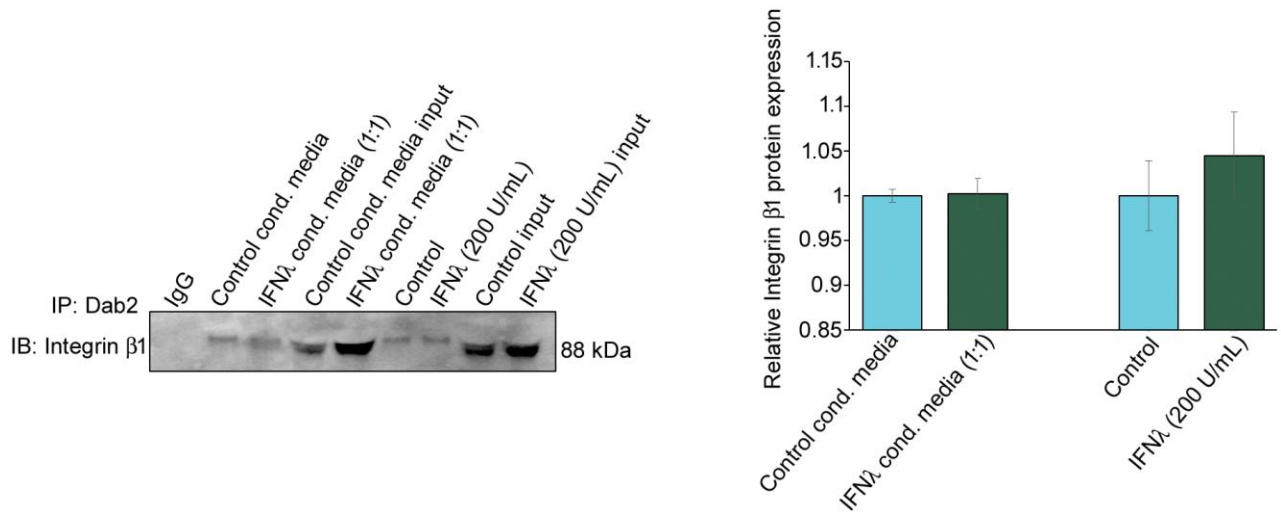 IgG
Control cond. media
IFNλ cond. media (1:1)
Control cond. media input
IFNλ cond. media (1:1)
Control
IFNλ (200 U/mL)
Control input
IFNλ (200 U/mL) input
IP: Dab2
IB: Integrin β1
88 kDa
Relative Integrin β1 protein expression
1.15
1.1
1.05
1
0.95
0.9
0.85
Control cond. media
IFNλ cond. media (1:1)
Control
IFNλ (200 U/mL)